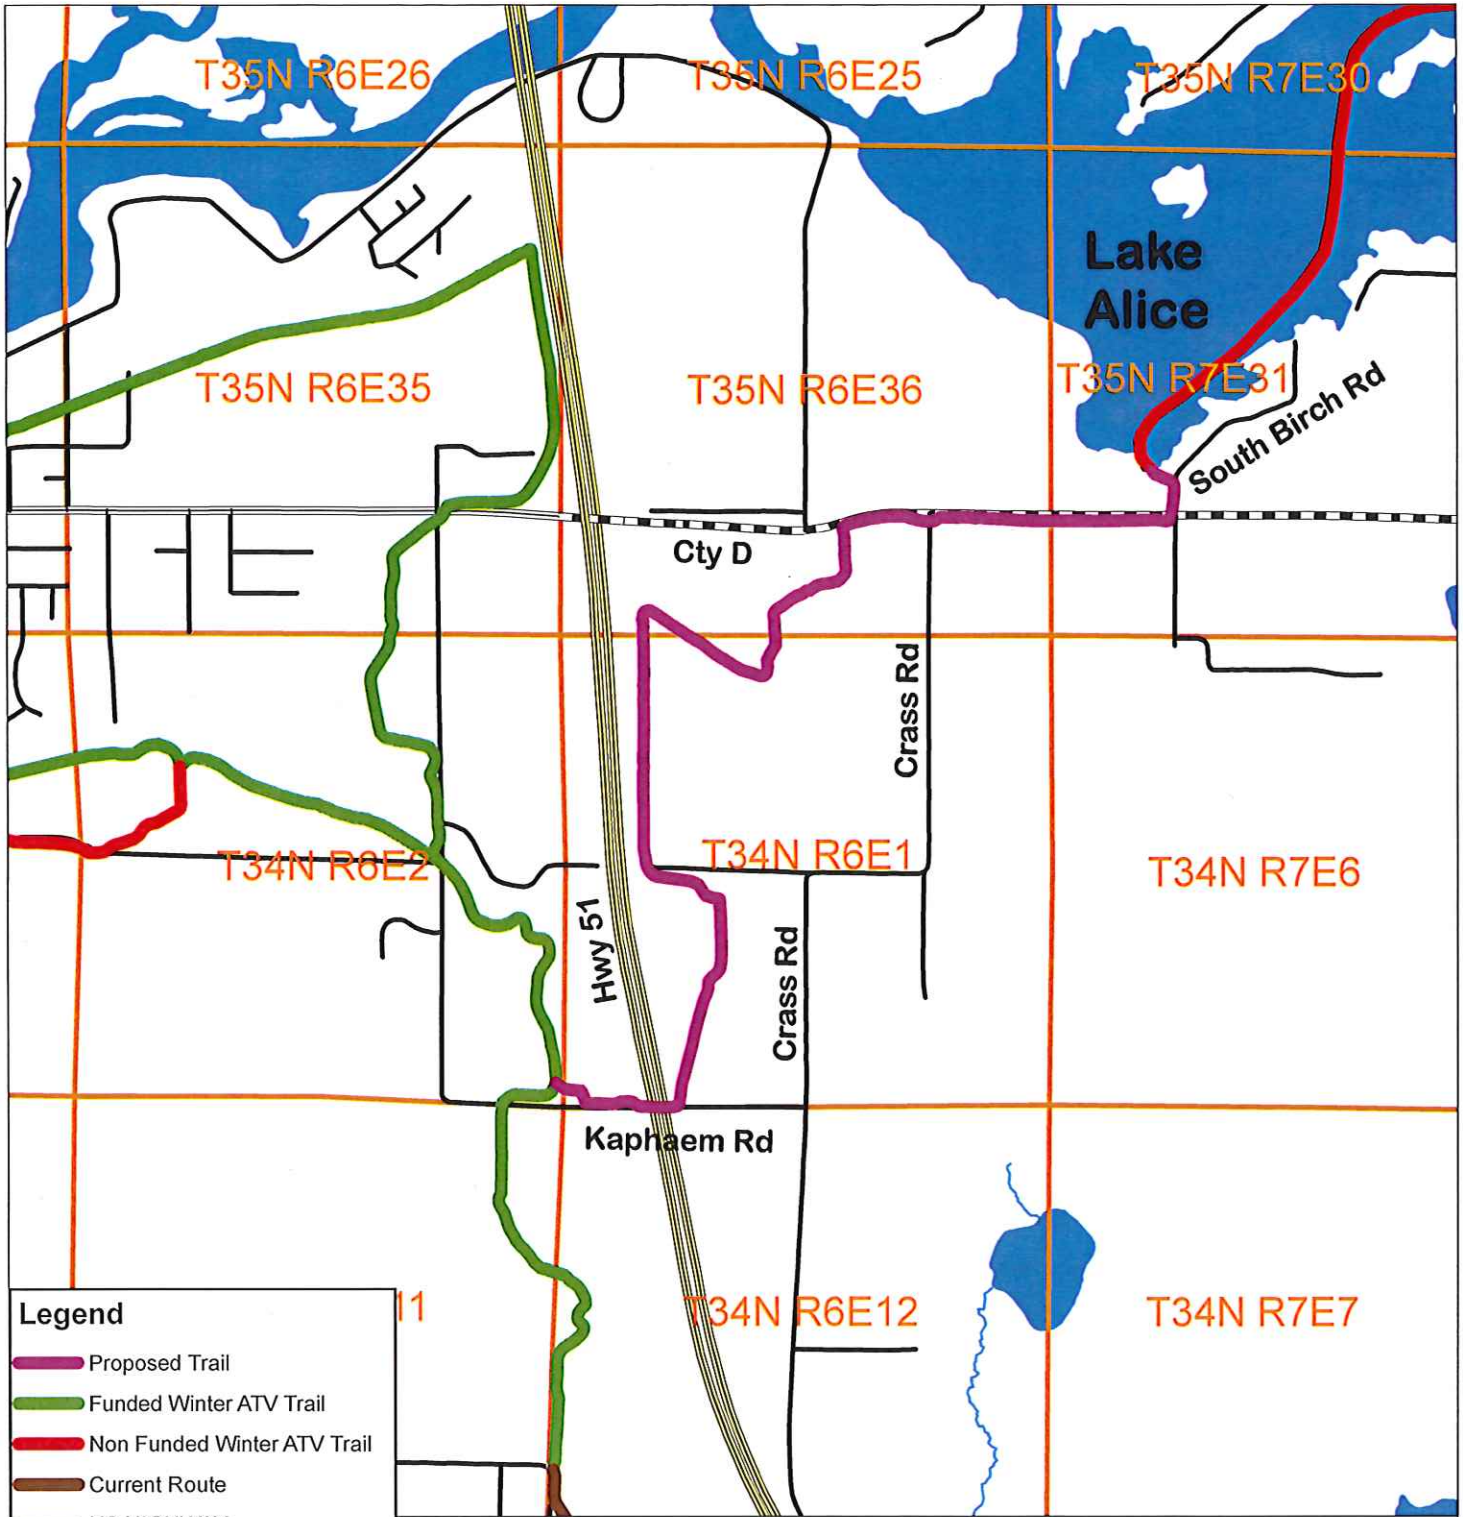 T35N R6E26
T35N R6E25
T35N R7E30
Lake
Alice
T35N R6E35
T35N R6E36
T35N R7E31
South Birch Rd
Cty D
Crass Rd
T34N R6E2
T34N R6E1
T34N R7E6
Hwy 51
Crass Rd
Kaphaem Rd
11
T34N R6E12
T34N R7E7
Legend
Proposed Trail
Funded Winter ATV Trail
Non Funded Winter ATV Trail
Current Route